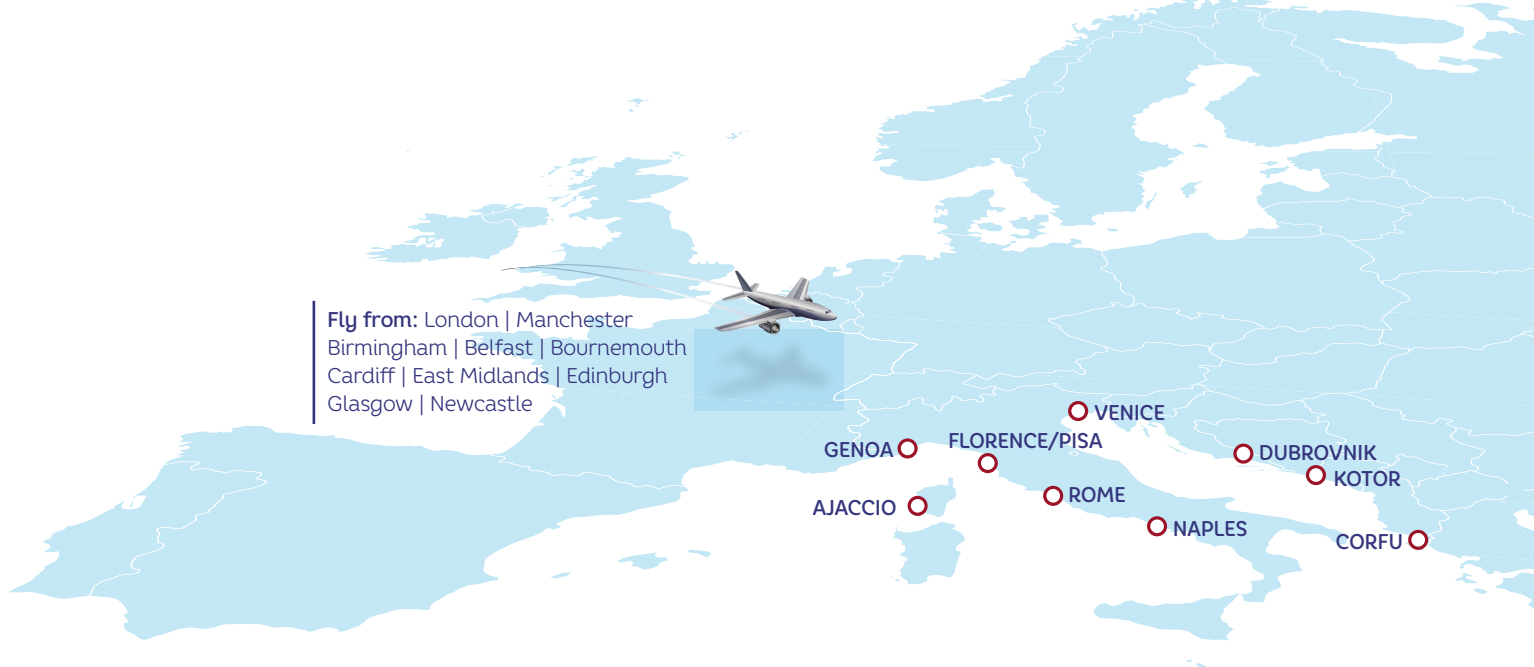 Fly from: London | Manchester
Birmingham | Belfast | Bournemouth
Cardiff | East Midlands | Edinburgh
Glasgow | Newcastle
VENICE
FLORENCE/PISA
GENOA
DUBROVNIK
KOTOR
ROME
AJACCIO
NAPLES
CORFU